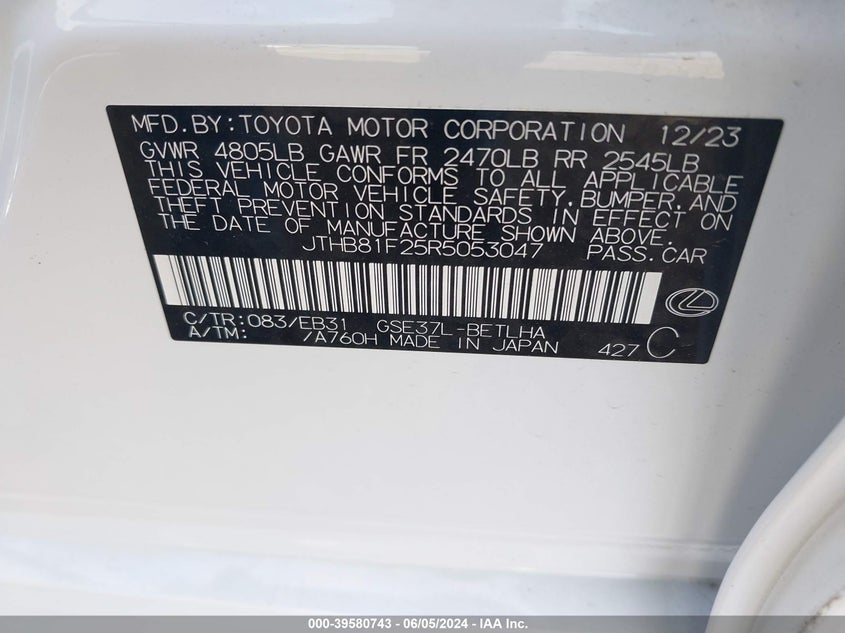 MFD.BY:TOYOTA MOTOR CORPORATION 12/23
GVWR 4805LB GAWR FR 2470LB RR 2545LB
THIS VEHICLE CONFORMS TO ALL APPLICABLE
FEDERAL MOTOR VEHICLE SAFETY,BUMPER,AND
THEFT PREVENTION STANDARDS IN EFFECT ON
THE DATE OF MANUFACTURE SHOWN ABOVE.
JTHB81F25R5053047 PASS.CAR
C/TR:083/EB31 GSE37L-BETLHA
A/TM: /A760H MADE IN JAPAN 427 C
000-39580743 - 06/05/2024 - IAA Inc.